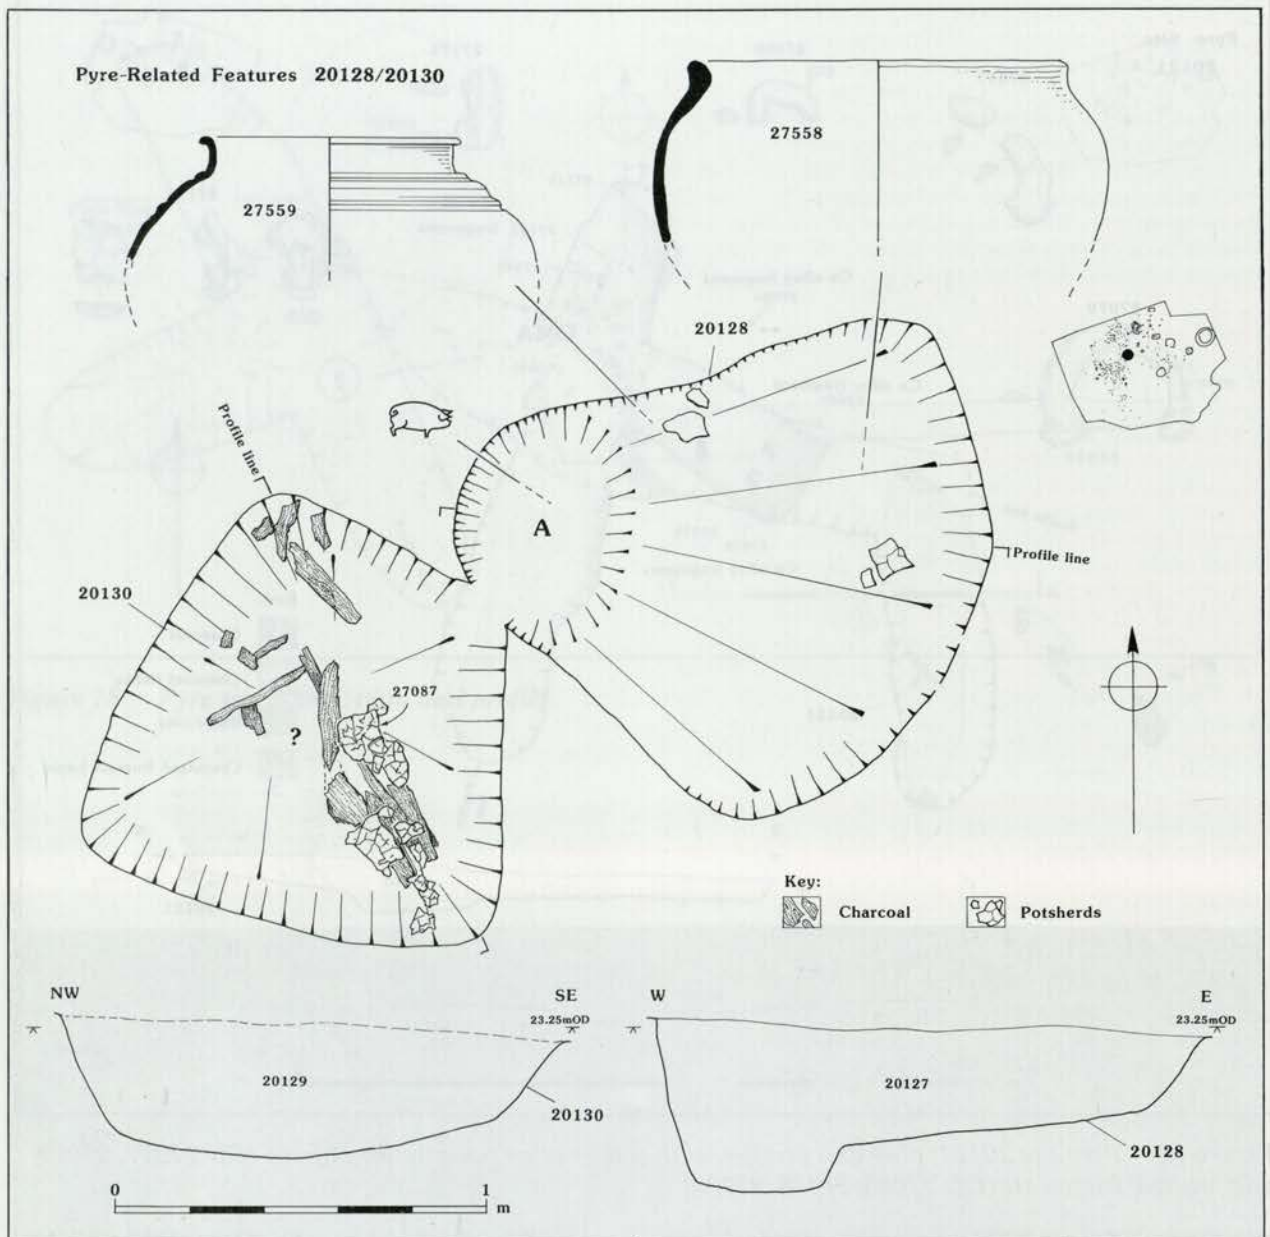 Pyre-Related Features 20128/20130
27558
27559
20128
Profile line
A
Profile line
20130
27087
?
Key:
Charcoal
Potsherds
NW
SE
23.25mOD
20129
20130
W
E
23.25mOD
20127
20128
0
1
m